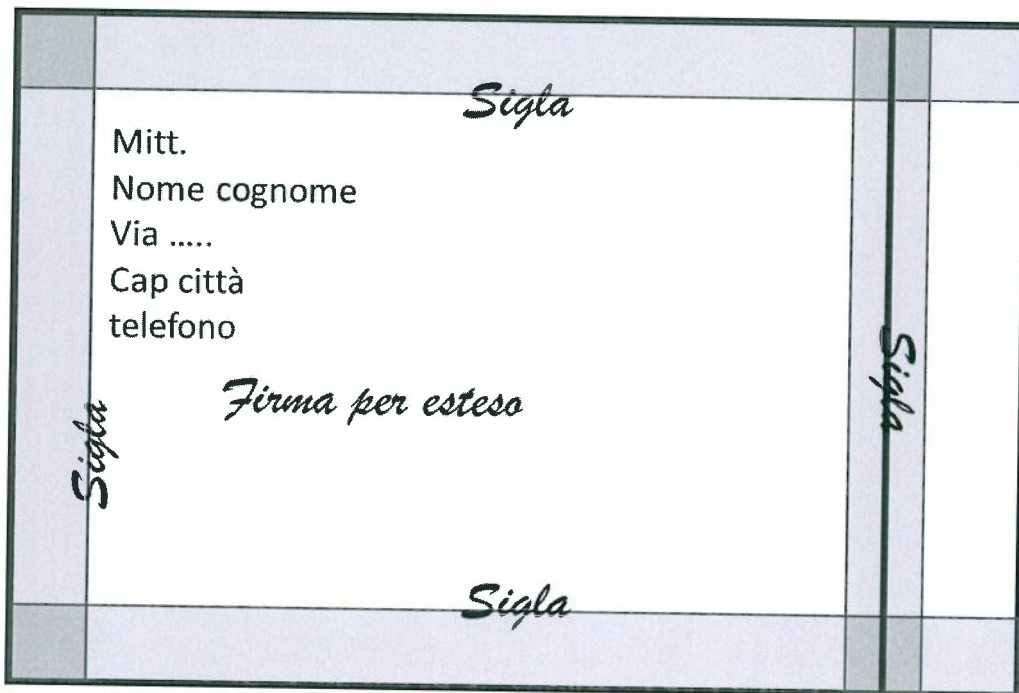 Sigla
Mitt.
Nome cognome
Via .....
Cap città
telefono
Firma per esteso
Sigla
Sigla
Sigla